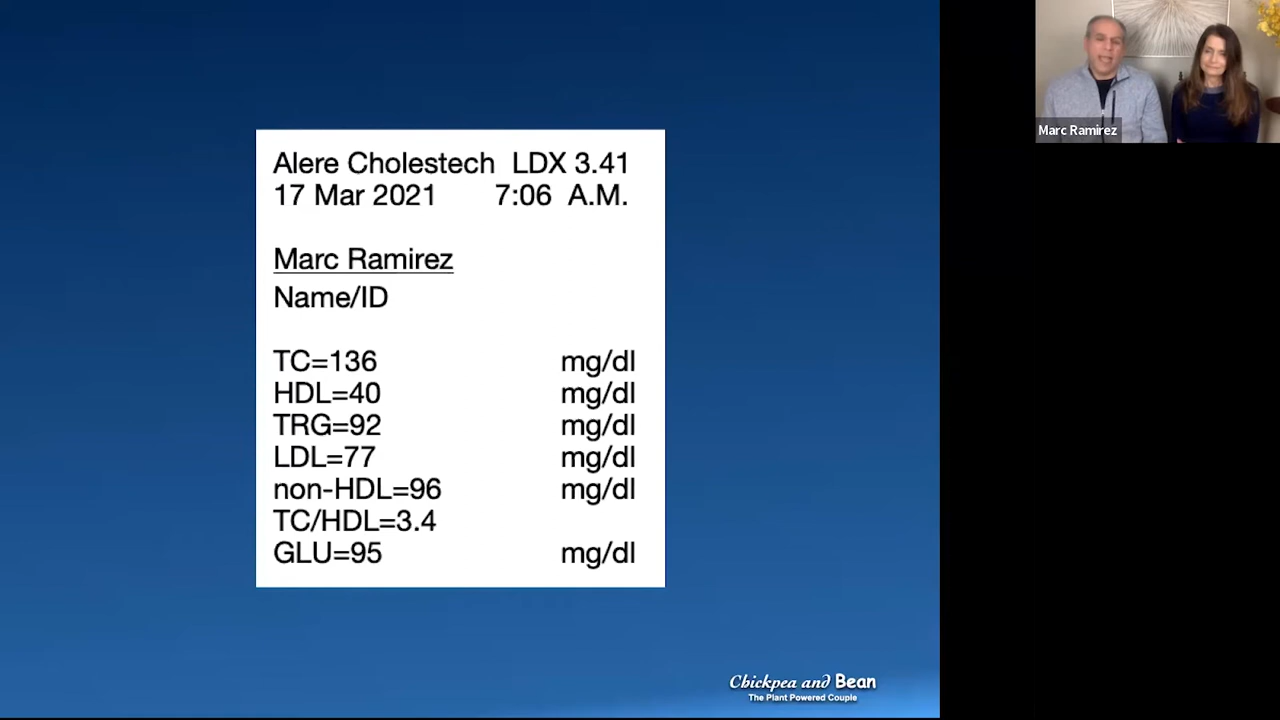 Alere Cholestech LDX 3.41
17 Mar 2021 7:06 A.M.
Marc Ramirez
Name/ID
TC=136 mg/dl
HDL=40 mg/dl
TRG=92 mg/dl
LDL=77 mg/dl
non-HDL=96 mg/dl
TC/HDL=3.4
GLU=95 mg/dl
Chickpea and Bean
The Plant Powered Couple
Marc Ramirez